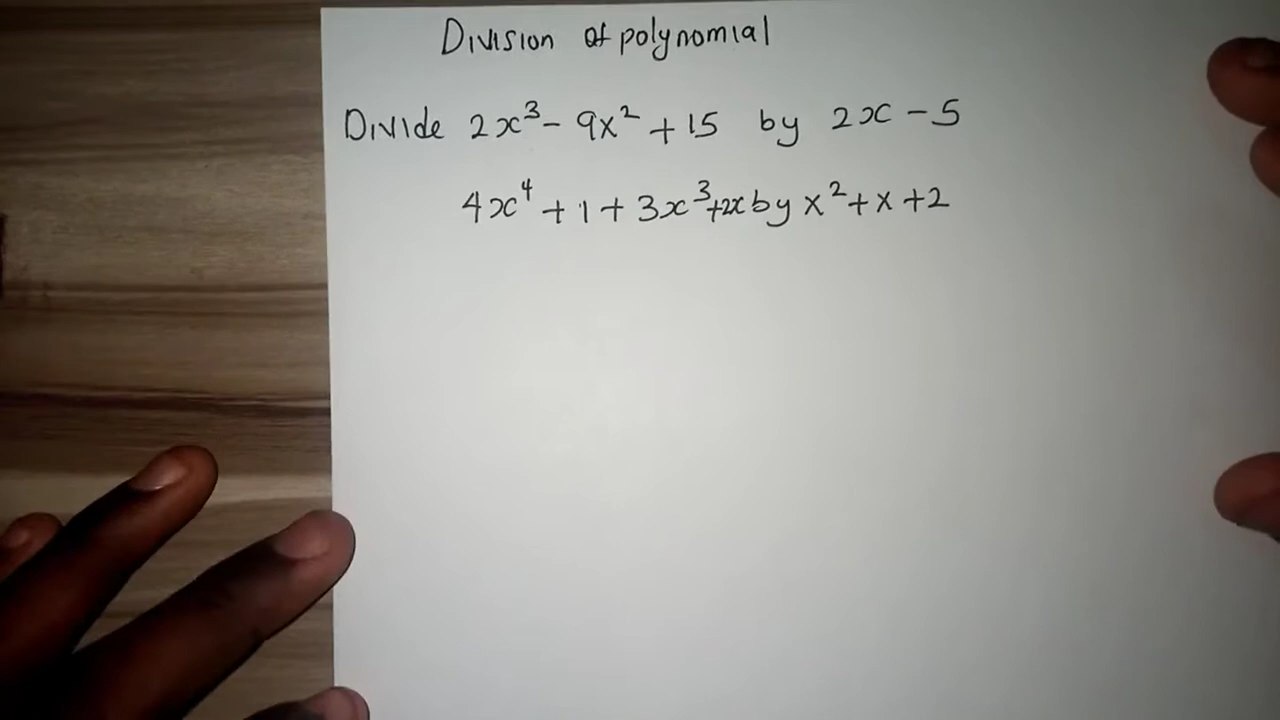 Division of polynomial
Divide 2x³ - 9x² + 15 by 2x - 5
4x⁴ + 1 + 3x³ + 2x by x² + x + 2